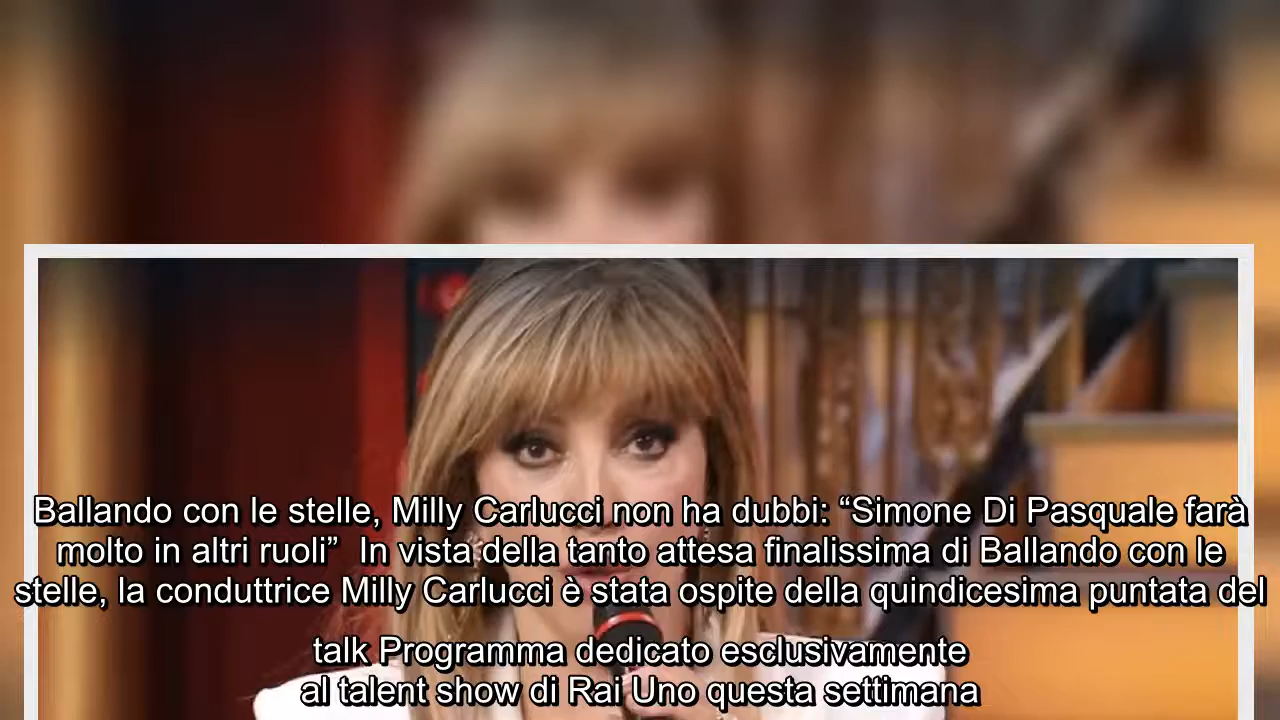 Ballando con le stelle, Milly Carlucci non ha dubbi: “Simone Di Pasquale farà
molto in altri ruoli”  In vista della tanto attesa finalissima di Ballando con le
stelle, la conduttrice Milly Carlucci è stata ospite della quindicesima puntata del
talk Programma dedicato esclusivamente
al talent show di Rai Uno questa settimana